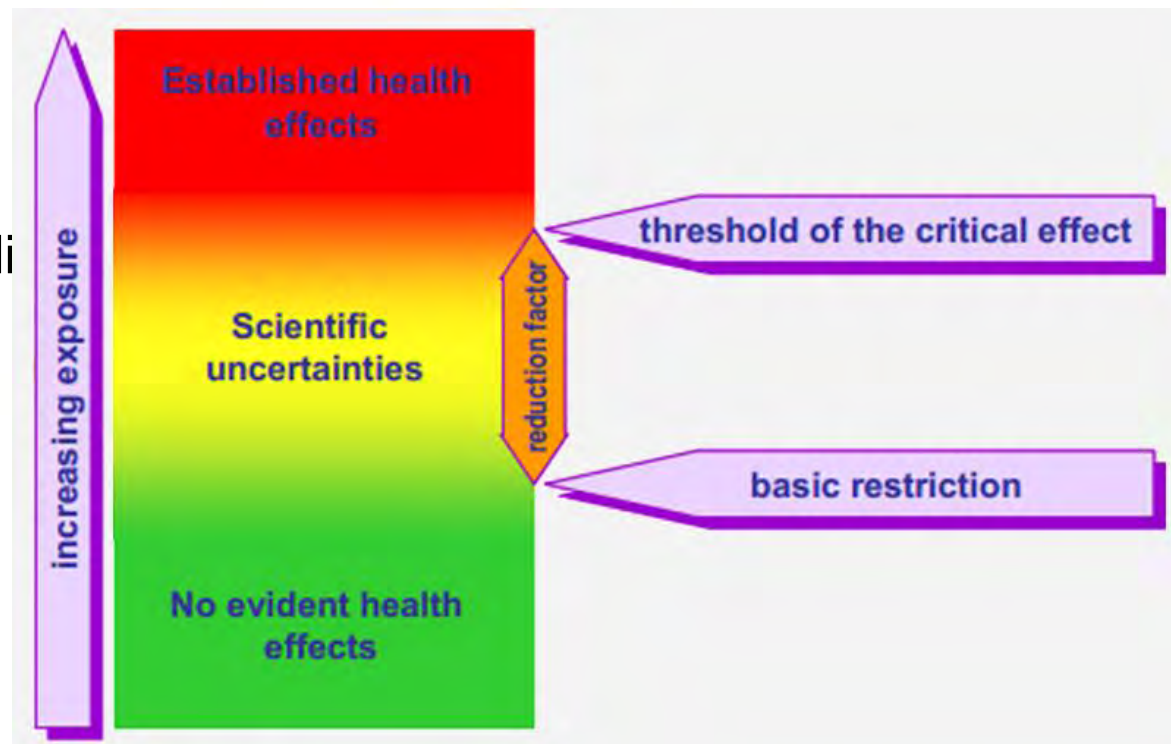 Established health
effects
threshold of the critical effect
li
increasing exposure
Scientific
uncertainties
reduction factor
basic restriction
No evident health
effects